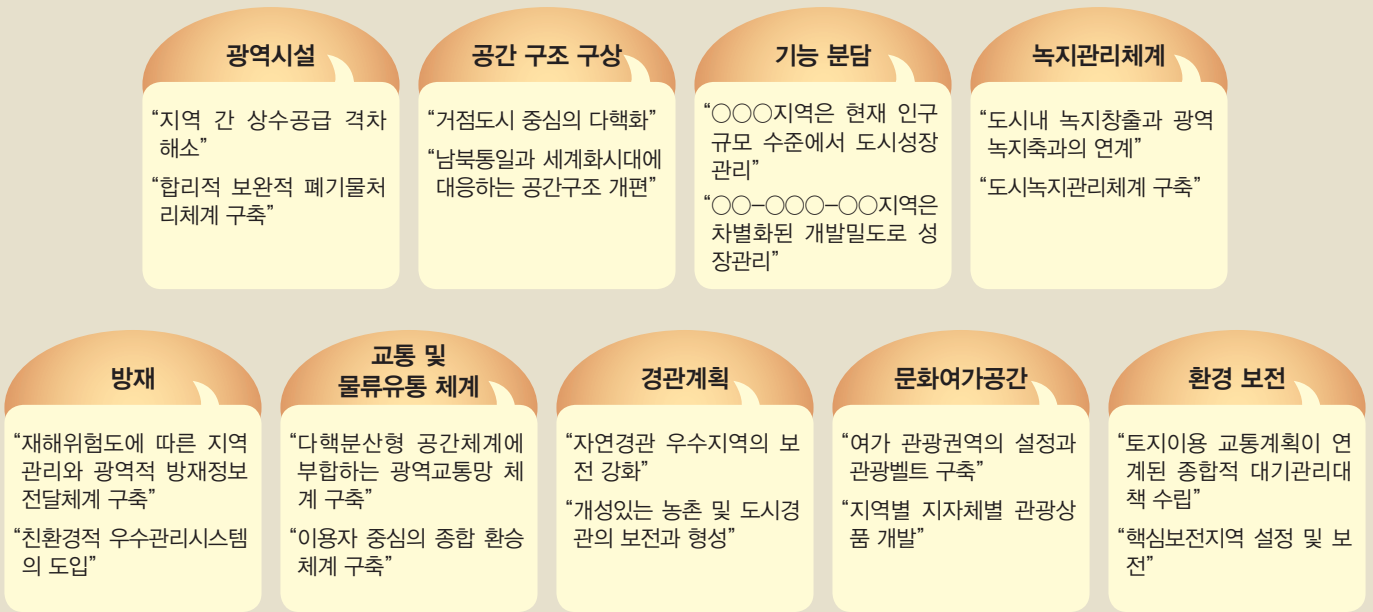 광역시설
“지역 간 상수공급 격차
해소”
“합리적 보완적 폐기물처
리체계 구축”
공간 구조 구상
“거점도시 중심의 다핵화”
“남북통일과 세계화시대에
대응하는 공간구조 개편”
기능 분담
“○○○지역은 현재 인구
규모 수준에서 도시성장
관리”
“○○–○○○–○○지역은
차별화된 개발밀도로 성
장관리”
녹지관리체계
“도시내 녹지창출과 광역
녹지축과의 연계”
“도시녹지관리체계 구축”
방재
“재해위험도에 따른 지역
관리와 광역적 방재정보
전달체계 구축”
“친환경적 우수관리시스템
의 도입”
교통 및
물류유통 체계
“다핵분산형 공간체계에
부합하는 광역교통망 체
계 구축”
“이용자 중심의 종합 환승
체계 구축”
경관계획
“자연경관 우수지역의 보
전 강화”
“개성있는 농촌 및 도시경
관의 보전과 형성”
문화여가공간
“여가 관광권역의 설정과
관광벨트 구축”
“지역별 지자체별 관광상
품 개발”
환경 보전
“토지이용 교통계획이 연
계된 종합적 대기관리대
책 수립”
“핵심보전지역 설정 및 보
전”